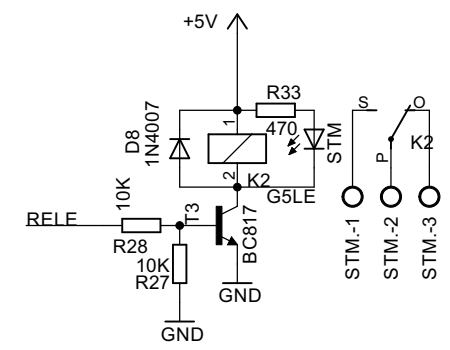 +5V
R33
470
1
2
D8
1N4007
STM
K2
G5LE
S
O
P
K2
10K
RELE
R28
T3
BC817
10K
R27
GND
GND
STM.-1
STM.-2
STM.-3